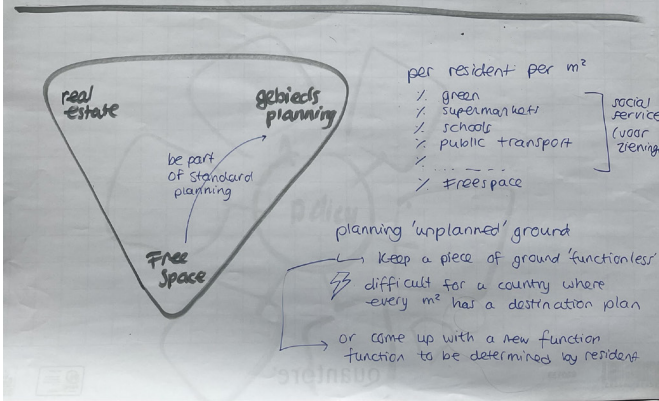 real
estate
gebieds
planning
be part
of standard
planning
Free
Space
per resident per m²
% green
% supermarkets
% schools
% public transport
% ..........
% Freespace
social
service
(voor
ziening
planning 'unplanned' ground
Keep a piece of ground 'functionless'
difficult for a country where
every m² has a destination plan
or come up with a new function
function to be determined by resident